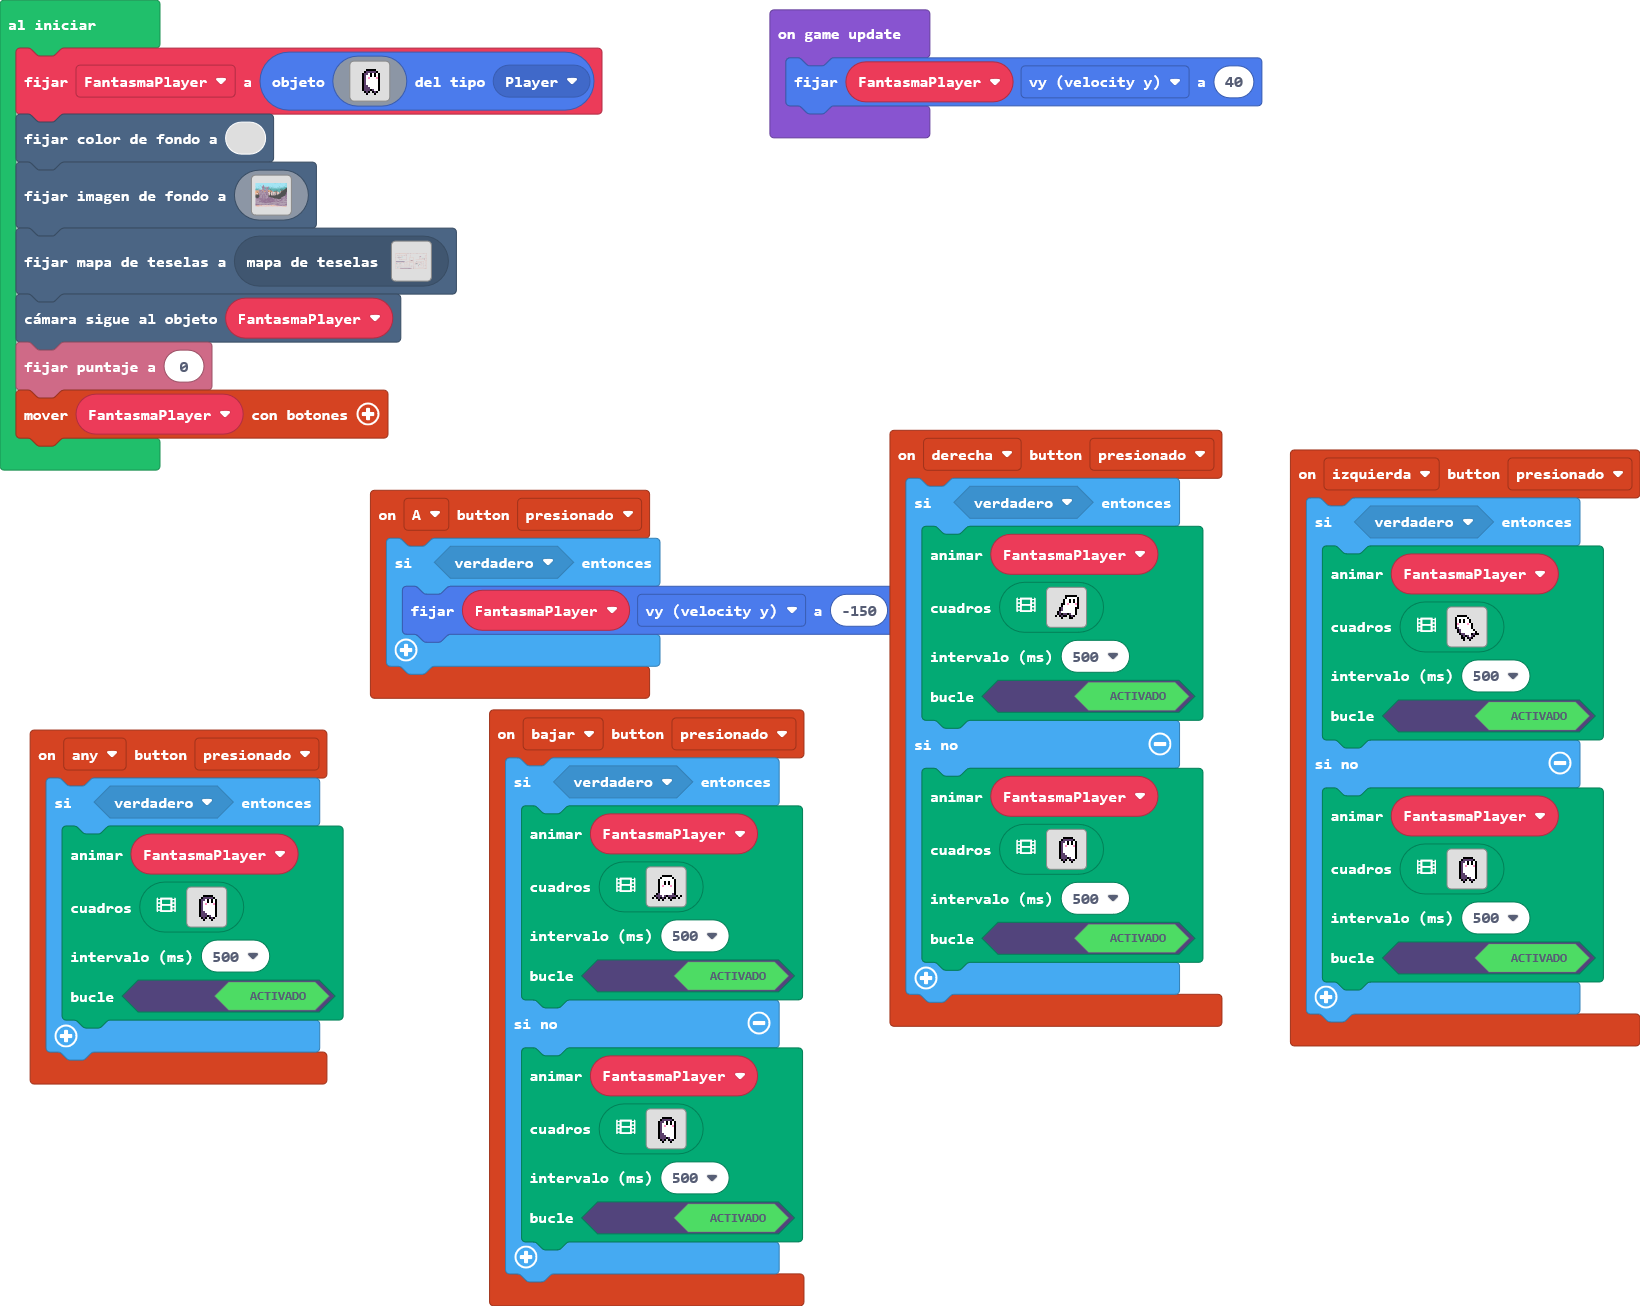 al iniciar
fijar FantasmaPlayer a objeto del tipo Player
fijar color de fondo a
fijar imagen de fondo a
fijar mapa de teselas a mapa de teselas
cámara sigue al objeto FantasmaPlayer
fijar puntaje a 0
mover FantasmaPlayer con botones
on game update
fijar FantasmaPlayer vy (velocity y) a 40
on A button presionado
si verdadero entonces
fijar FantasmaPlayer vy (velocity y) a -150
on any button presionado
si verdadero entonces
animar FantasmaPlayer
cuadros
intervalo (ms) 500
bucle ACTIVADO
on bajar button presionado
si verdadero entonces
animar FantasmaPlayer
cuadros
intervalo (ms) 500
bucle ACTIVADO
si no
animar FantasmaPlayer
cuadros
intervalo (ms) 500
bucle ACTIVADO
on derecha button presionado
si verdadero entonces
animar FantasmaPlayer
cuadros
intervalo (ms) 500
bucle ACTIVADO
si no
animar FantasmaPlayer
cuadros
intervalo (ms) 500
bucle ACTIVADO
on izquierda button presionado
si verdadero entonces
animar FantasmaPlayer
cuadros
intervalo (ms) 500
bucle ACTIVADO
si no
animar FantasmaPlayer
cuadros
intervalo (ms) 500
bucle ACTIVADO